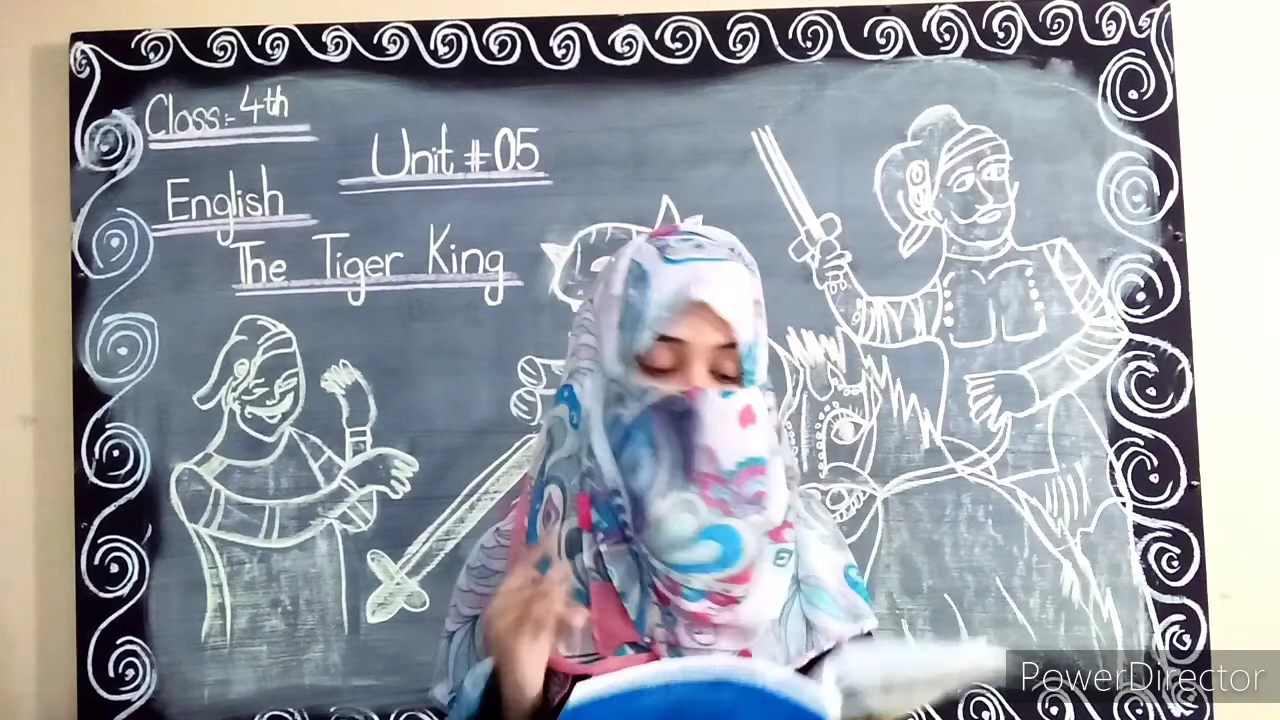 Class:- 4th
Unit # 05
English
The Tiger King
PowerDirector